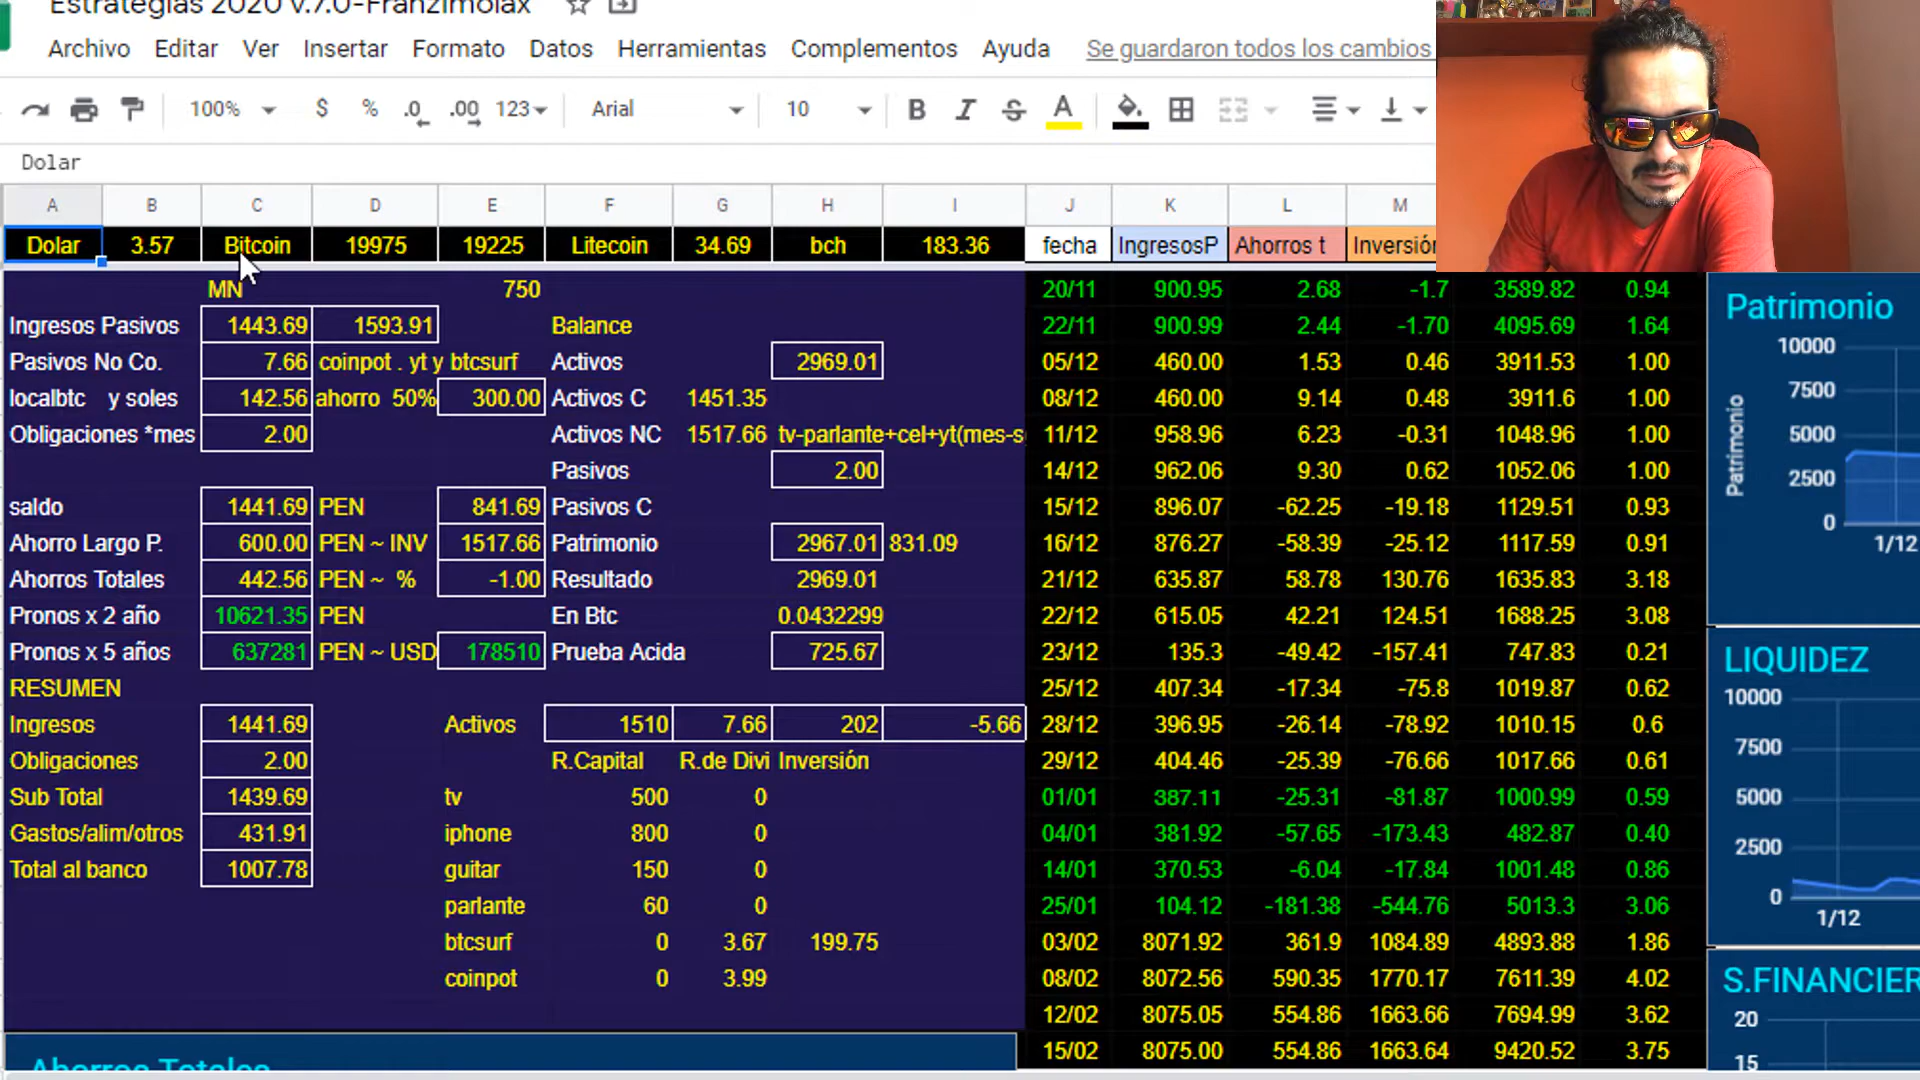 Estrategias 2020 v.7.0-Franzimolax
Archivo Editar Ver Insertar Formato Datos Herramientas Complementos Ayuda Se guardaron todos los cambios
100% $ % .0 .00 123 Arial 10 B I S A
Dolar
A B C D E F G H I J K L M
Dolar 3.57 Bitcoin 19975 19225 Litecoin 34.69 bch 183.36 fecha IngresosP Ahorros t Inversión
MN 750 20/11 900.95 2.68 -1.7 3589.82 0.94
Ingresos Pasivos 1443.69 1593.91 Balance 22/11 900.99 2.44 -1.70 4095.69 1.64
Pasivos No Co. 7.66 coinpot . yt y btcsurf Activos 2969.01 05/12 460.00 1.53 0.46 3911.53 1.00
localbtc y soles 142.56 ahorro 50% 300.00 Activos C 1451.35 08/12 460.00 9.14 0.48 3911.6 1.00
Obligaciones *mes 2.00 Activos NC 1517.66 tv-parlante+cel+yt(mes-s 11/12 958.96 6.23 -0.31 1048.96 1.00
Pasivos 2.00 14/12 962.06 9.30 0.62 1052.06 1.00
saldo 1441.69 PEN 841.69 Pasivos C 15/12 896.07 -62.25 -19.18 1129.51 0.93
Ahorro Largo P. 600.00 PEN ~ INV 1517.66 Patrimonio 2967.01 831.09 16/12 876.27 -58.39 -25.12 1117.59 0.91
Ahorros Totales 442.56 PEN ~ % -1.00 Resultado 2969.01 21/12 635.87 58.78 130.76 1635.83 3.18
Pronos x 2 año 10621.35 PEN En Btc 0.0432299 22/12 615.05 42.21 124.51 1688.25 3.08
Pronos x 5 años 637281 PEN ~ USD 178510 Prueba Acida 725.67 23/12 135.3 -49.42 -157.41 747.83 0.21
RESUMEN 25/12 407.34 -17.34 -75.8 1019.87 0.62
Ingresos 1441.69 Activos 1510 7.66 202 -5.66 28/12 396.95 -26.14 -78.92 1010.15 0.6
Obligaciones 2.00 R.Capital R.de Divi Inversión 29/12 404.46 -25.39 -76.66 1017.66 0.61
Sub Total 1439.69 tv 500 0 01/01 387.11 -25.31 -81.87 1000.99 0.59
Gastos/alim/otros 431.91 iphone 800 0 04/01 381.92 -57.65 -173.43 482.87 0.40
Total al banco 1007.78 guitar 150 0 14/01 370.53 -6.04 -17.84 1001.48 0.86
parlante 60 0 25/01 104.12 -181.38 -544.76 5013.3 3.06
btcsurf 0 3.67 199.75 03/02 8071.92 361.9 1084.89 4893.88 1.86
coinpot 0 3.99 08/02 8072.56 590.35 1770.17 7611.39 4.02
12/02 8075.05 554.86 1663.66 7694.99 3.62
15/02 8075.00 554.86 1663.64 9420.52 3.75
Ahorros Totales
Patrimonio
10000
7500
5000
2500
0
Patrimonio
1/12
LIQUIDEZ
10000
7500
5000
2500
0
1/12
S.FINANCIER
20
15